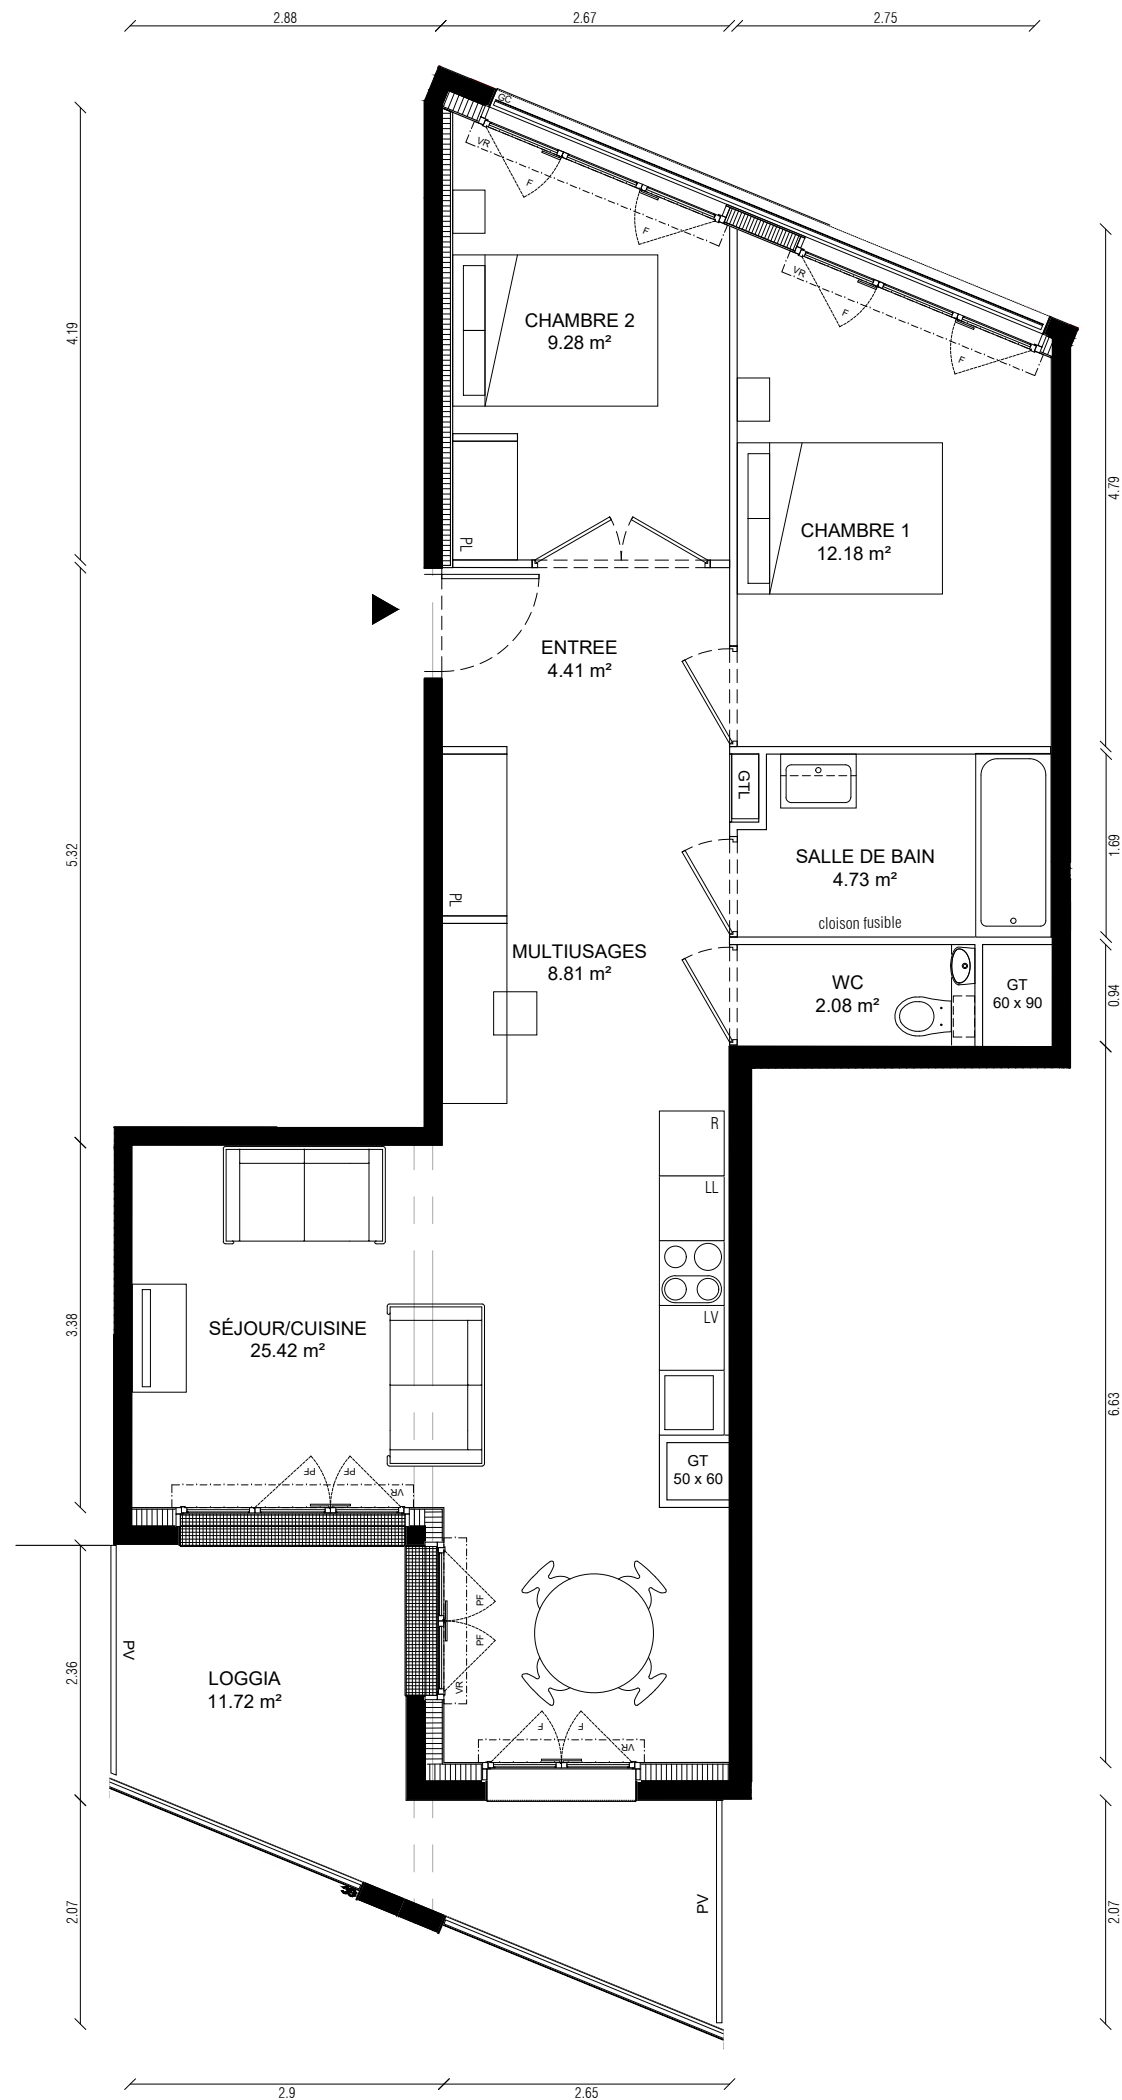 2.88
2.67
2.75
GC
VR
F
F
VR
F
F
4.19
CHAMBRE 2
9.28 m²
PL
4.79
CHAMBRE 1
12.18 m²
ENTREE
4.41 m²
GTL
5.32
1.69
SALLE DE BAIN
4.73 m²
cloison fusible
PL
MULTIUSAGES
8.81 m²
WC
2.08 m²
GT
60 x 90
0.94
R
LL
LV
3.38
SÉJOUR/CUISINE
25.42 m²
6.63
GT
50 x 60
PF
PF
VR
PF
PF
VR
PV
2.36
LOGGIA
11.72 m²
F
F
VR
PV
2.07
2.07
2.9
2.65